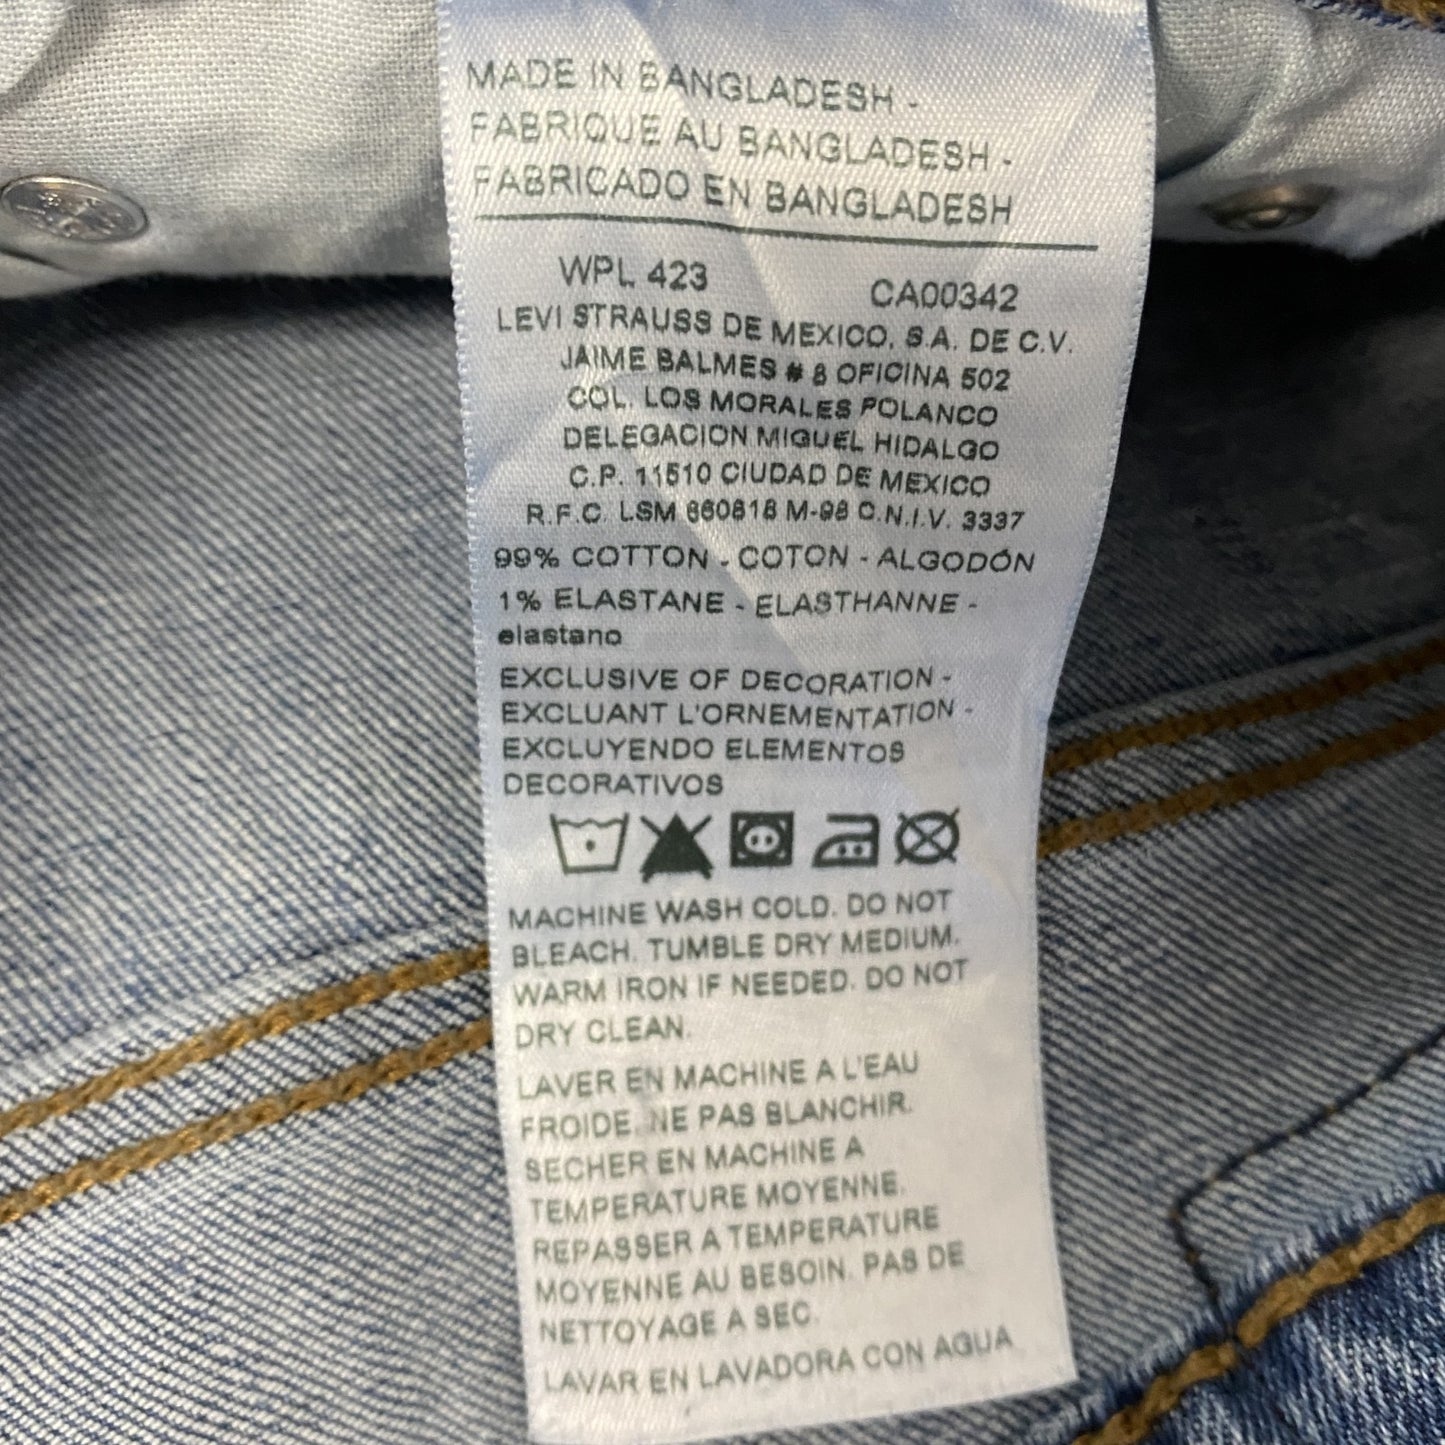 MADE IN BANGLADESH -
FABRIQUE AU BANGLADESH -
FABRICADO EN BANGLADESH
WPL 423 CA00342
LEVI STRAUSS DE MEXICO, S.A. DE C.V.
JAIME BALMES # 8 OFICINA 502
COL. LOS MORALES POLANCO
DELEGACION MIGUEL HIDALGO
C.P. 11510 CIUDAD DE MEXICO
R.F.C. LSM 860818 M-98 C.N.I.V. 3337
99% COTTON - COTON - ALGODÓN
1% ELASTANE - ELASTHANNE -
elastano
EXCLUSIVE OF DECORATION -
EXCLUANT L'ORNEMENTATION -
EXCLUYENDO ELEMENTOS
DECORATIVOS
MACHINE WASH COLD. DO NOT
BLEACH. TUMBLE DRY MEDIUM.
WARM IRON IF NEEDED. DO NOT
DRY CLEAN.
LAVER EN MACHINE A L'EAU
FROIDE. NE PAS BLANCHIR.
SECHER EN MACHINE A
TEMPERATURE MOYENNE.
REPASSER A TEMPERATURE
MOYENNE AU BESOIN. PAS DE
NETTOYAGE A SEC.
LAVAR EN LAVADORA CON AGUA